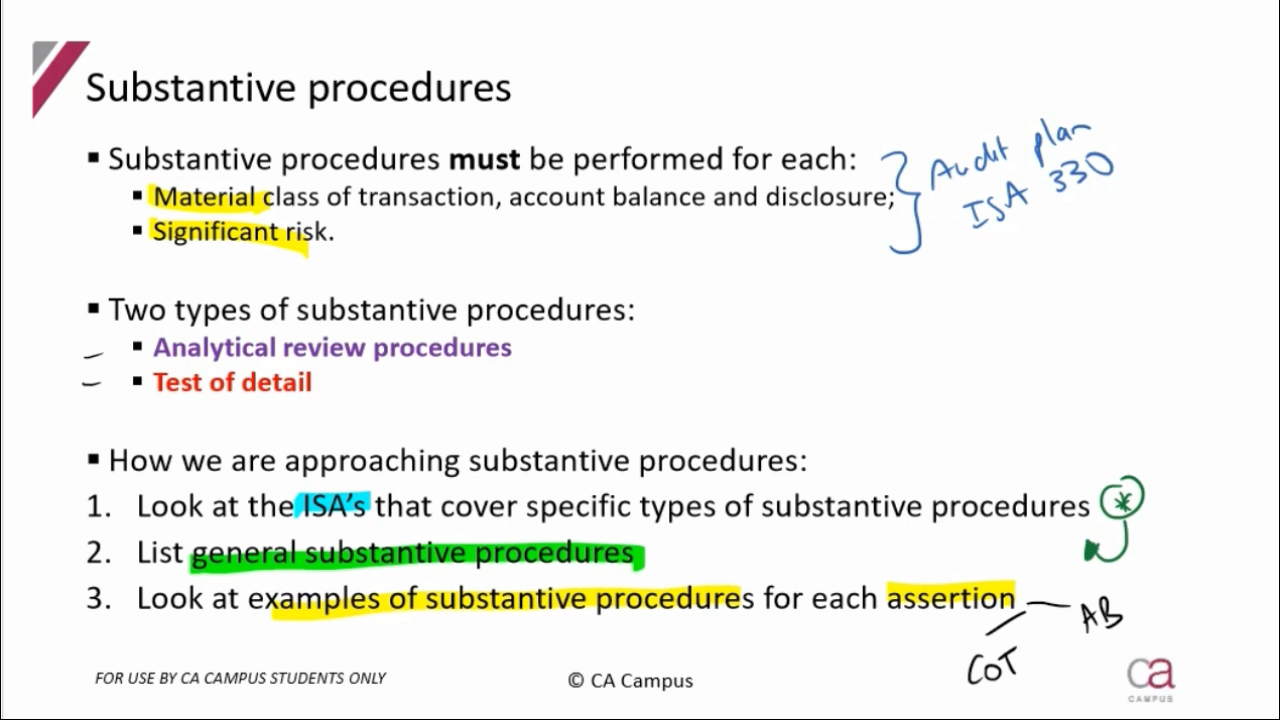 Substantive procedures
▪ Substantive procedures must be performed for each:
▪ Material class of transaction, account balance and disclosure;
▪ Significant risk.
Audit plan
ISA 330
▪ Two types of substantive procedures:
▪ Analytical review procedures
▪ Test of detail
▪ How we are approaching substantive procedures:
1. Look at the ISA's that cover specific types of substantive procedures *
2. List general substantive procedures
3. Look at examples of substantive procedures for each assertion
AB
COT
FOR USE BY CA CAMPUS STUDENTS ONLY
© CA Campus
ca
CAMPUS